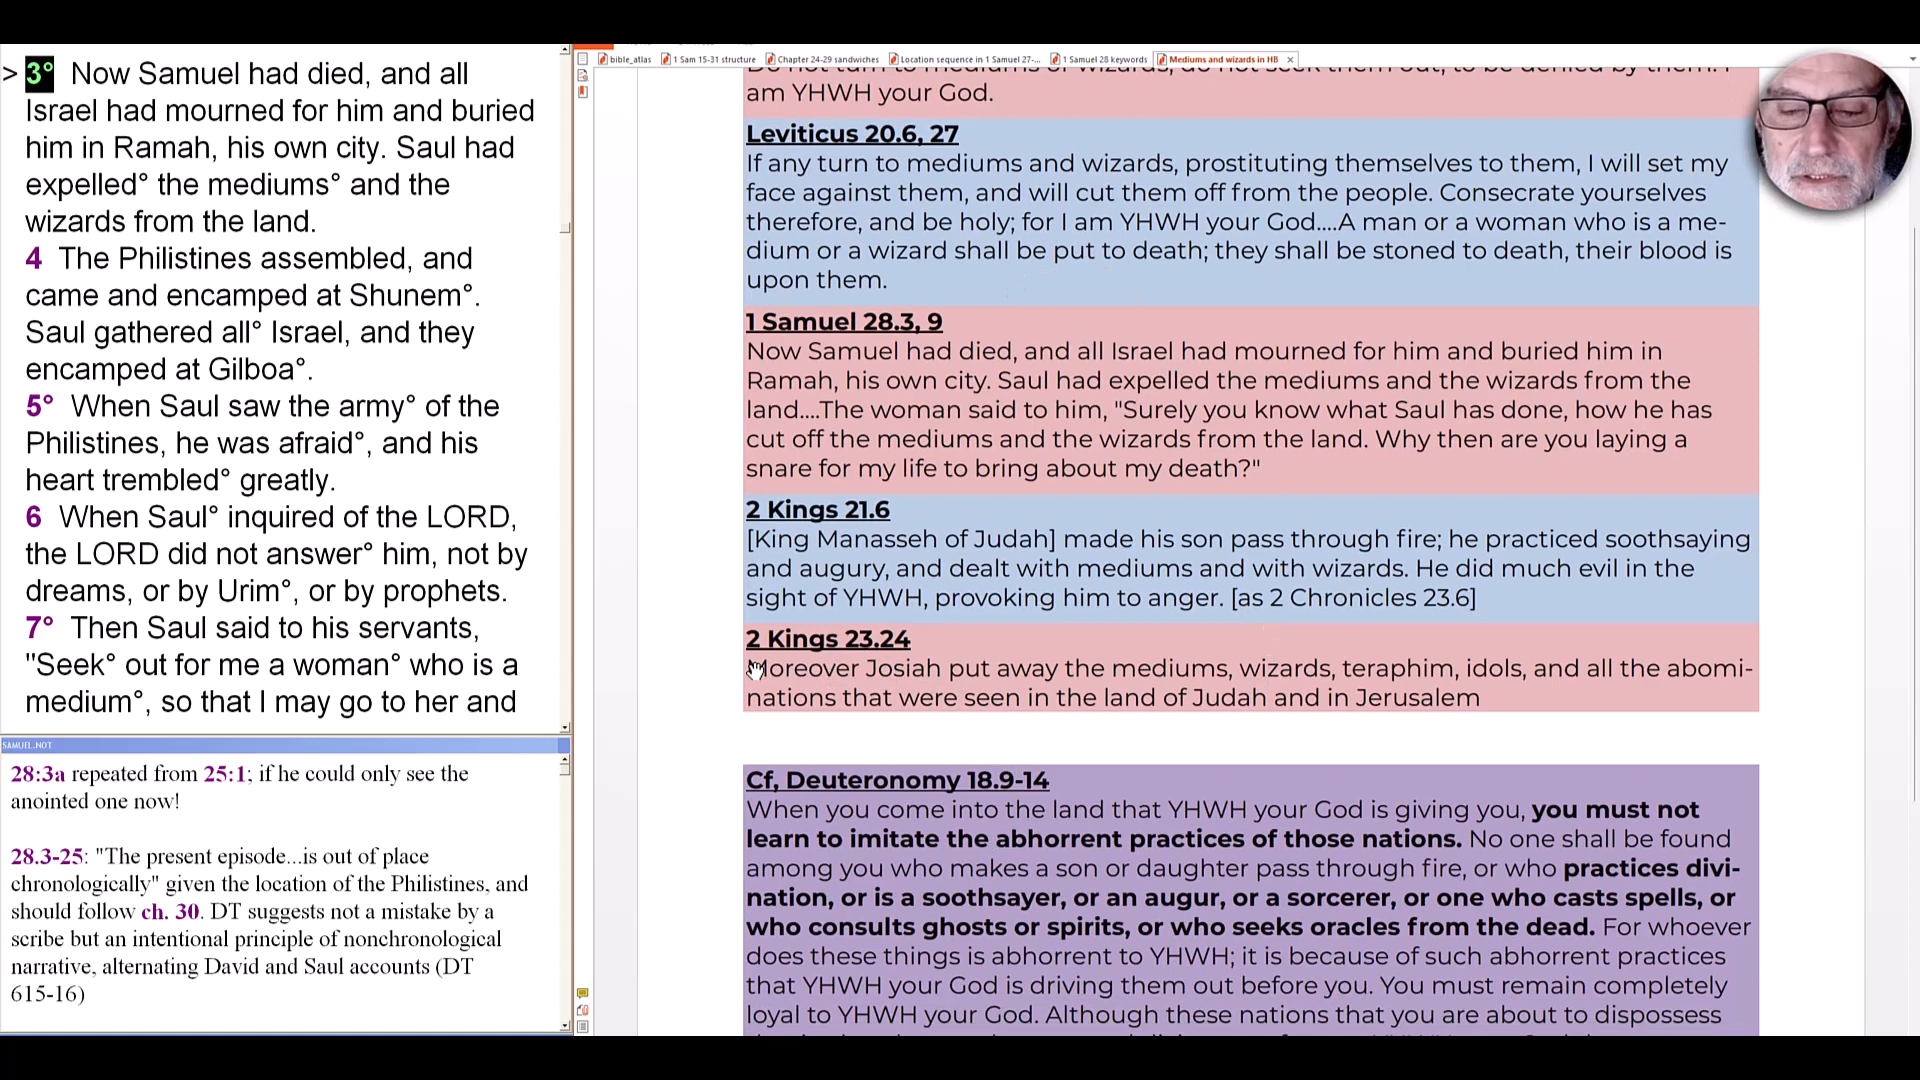 > 3° Now Samuel had died, and all
Israel had mourned for him and buried
him in Ramah, his own city. Saul had
expelled° the mediums° and the
wizards from the land.
4 The Philistines assembled, and
came and encamped at Shunem°.
Saul gathered all° Israel, and they
encamped at Gilboa°.
5° When Saul saw the army° of the
Philistines, he was afraid°, and his
heart trembled° greatly.
6 When Saul° inquired of the LORD,
the LORD did not answer° him, not by
dreams, or by Urim°, or by prophets.
7° Then Saul said to his servants,
"Seek° out for me a woman° who is a
medium°, so that I may go to her and
SAMUEL.NOT
28:3a repeated from 25:1; if he could only see the
anointed one now!
28.3-25: "The present episode...is out of place
chronologically" given the location of the Philistines, and
should follow ch. 30. DT suggests not a mistake by a
scribe but an intentional principle of nonchronological
narrative, alternating David and Saul accounts (DT
615-16)
bible_atlas
1 Sam 15-31 structure
Chapter 24-29 sandwiches
Location sequence in 1 Samuel 27-...
1 Samuel 28 keywords
Mediums and wizards in HB
Do not turn to mediums or wizards, do not seek them out, to be defiled by them: I
am YHWH your God.
Leviticus 20.6, 27
If any turn to mediums and wizards, prostituting themselves to them, I will set my
face against them, and will cut them off from the people. Consecrate yourselves
therefore, and be holy; for I am YHWH your God....A man or a woman who is a me-
dium or a wizard shall be put to death; they shall be stoned to death, their blood is
upon them.
1 Samuel 28.3, 9
Now Samuel had died, and all Israel had mourned for him and buried him in
Ramah, his own city. Saul had expelled the mediums and the wizards from the
land....The woman said to him, "Surely you know what Saul has done, how he has
cut off the mediums and the wizards from the land. Why then are you laying a
snare for my life to bring about my death?"
2 Kings 21.6
[King Manasseh of Judah] made his son pass through fire; he practiced soothsaying
and augury, and dealt with mediums and with wizards. He did much evil in the
sight of YHWH, provoking him to anger. [as 2 Chronicles 23.6]
2 Kings 23.24
Moreover Josiah put away the mediums, wizards, teraphim, idols, and all the abomi-
nations that were seen in the land of Judah and in Jerusalem
Cf, Deuteronomy 18.9-14
When you come into the land that YHWH your God is giving you, you must not
learn to imitate the abhorrent practices of those nations. No one shall be found
among you who makes a son or daughter pass through fire, or who practices divi-
nation, or is a soothsayer, or an augur, or a sorcerer, or one who casts spells, or
who consults ghosts or spirits, or who seeks oracles from the dead. For whoever
does these things is abhorrent to YHWH; it is because of such abhorrent practices
that YHWH your God is driving them out before you. You must remain completely
loyal to YHWH your God. Although these nations that you are about to dispossess